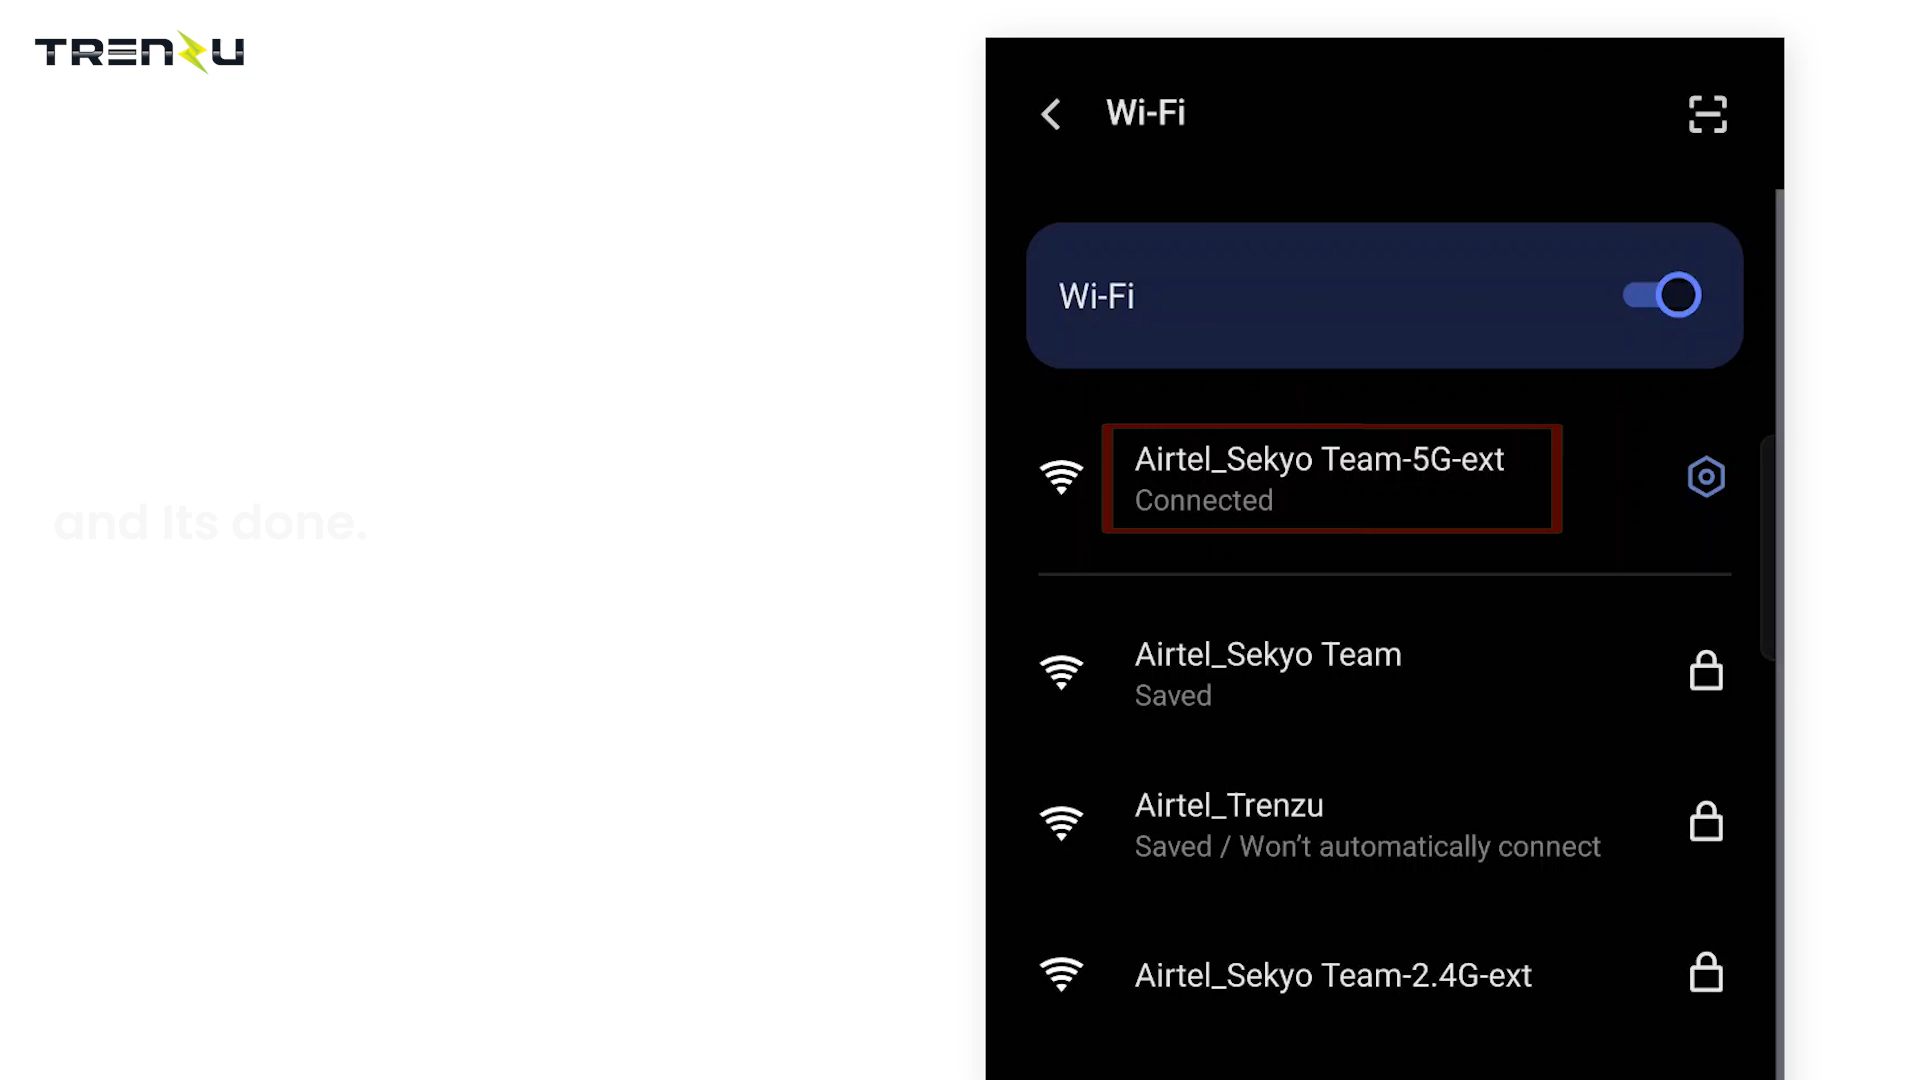 TRENZU
Wi-Fi
Wi-Fi
Airtel_Sekyo Team-5G-ext
Connected
and Its done.
Airtel_Sekyo Team
Saved
Airtel_Trenzu
Saved / Won't automatically connect
Airtel_Sekyo Team-2.4G-ext